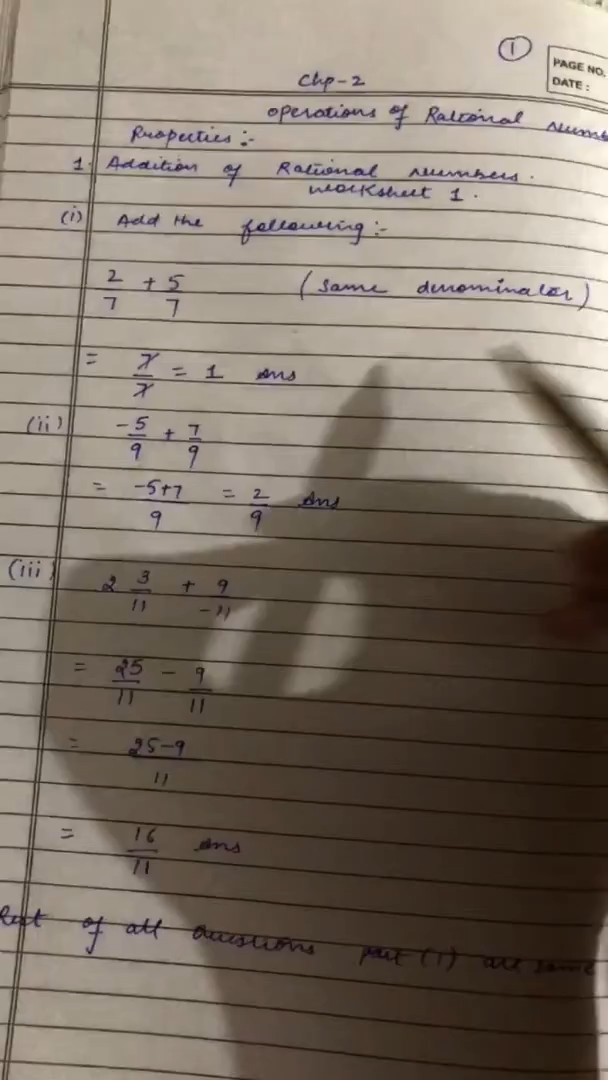 1
PAGE NO.
DATE :
Chp-2
Operations of Rational Num
Properties :-
1. Addition of Rational Numbers.
Worksheet 1.
(i) Add the following :-
2/7 + 5/7 (Same denominator)
= 7/7 = 1 Ans
(ii) -5/9 + 7/9
= -5+7/9 = 2/9 Ans
(iii) 2 3/11 + 9/-11
= 25/11 - 9/11
= 25-9/11
= 16/11 Ans
Rest of all Questions part (1) are same